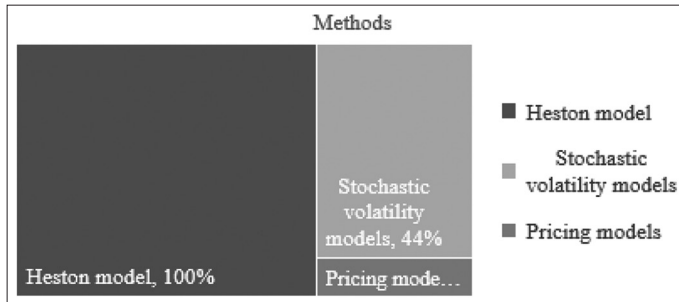 Methods
Heston model, 100%
Stochastic
volatility
models, 44%
Pricing mode…
Heston model
Stochastic
volatility models
Pricing models